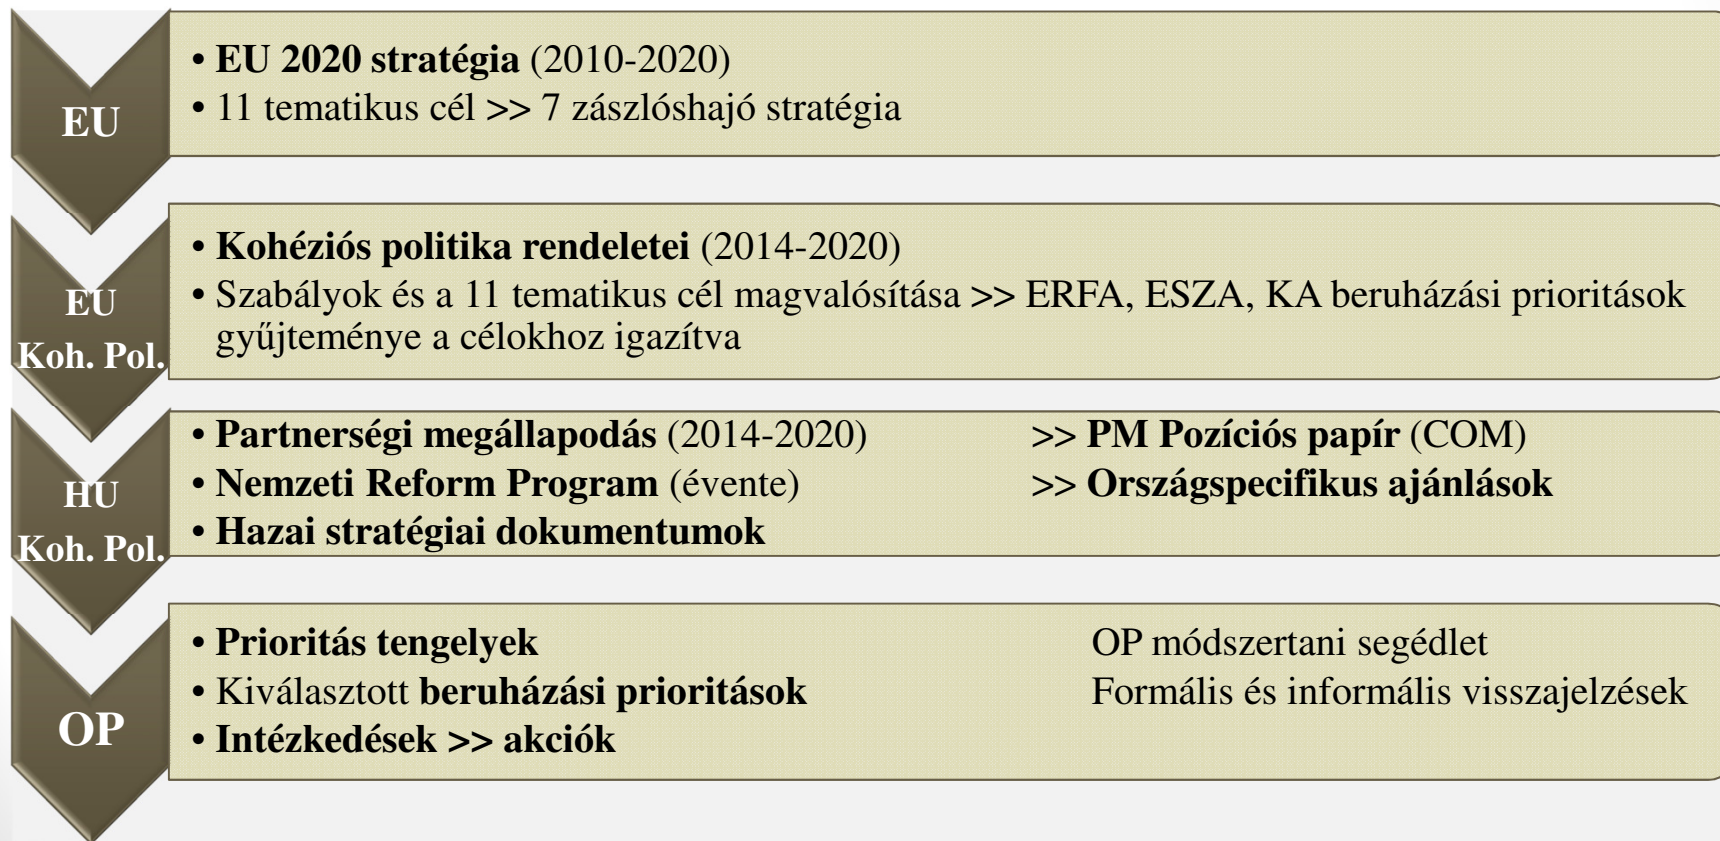 EU
• EU 2020 stratégia (2010-2020)
• 11 tematikus cél >> 7 zászlóshajó stratégia
EU
Koh. Pol.
• Kohéziós politika rendeletei (2014-2020)
• Szabályok és a 11 tematikus cél magvalósítása >> ERFA, ESZA, KA beruházási prioritások
gyűjteménye a célokhoz igazítva
HU
Koh. Pol.
• Partnerségi megállapodás (2014-2020) >> PM Pozíciós papír (COM)
• Nemzeti Reform Program (évente) >> Országspecifikus ajánlások
• Hazai stratégiai dokumentumok
OP
• Prioritás tengelyek OP módszertani segédlet
• Kiválasztott beruházási prioritások Formális és informális visszajelzések
• Intézkedések >> akciók